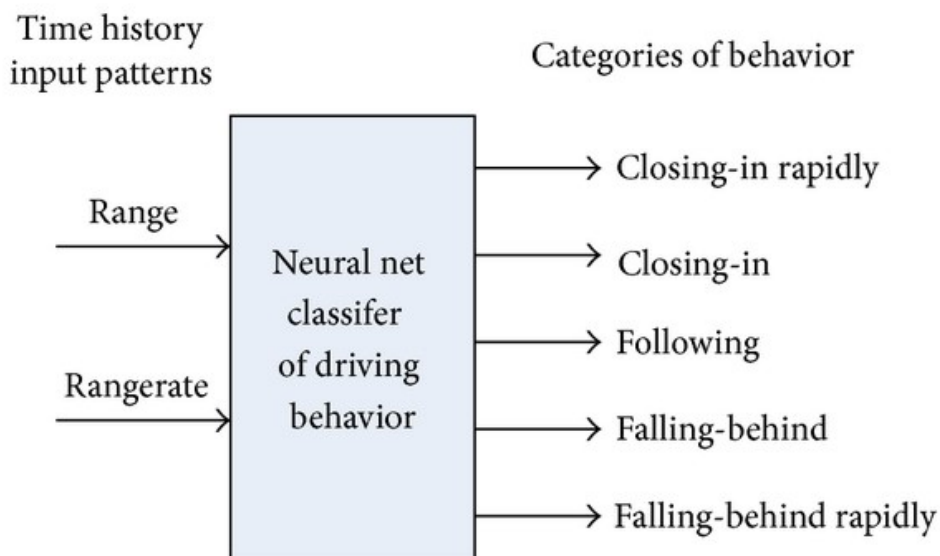 Time history
input patterns
Categories of behavior
Range
Rangerate
Neural net
classifer
of driving
behavior
Closing-in rapidly
Closing-in
Following
Falling-behind
Falling-behind rapidly